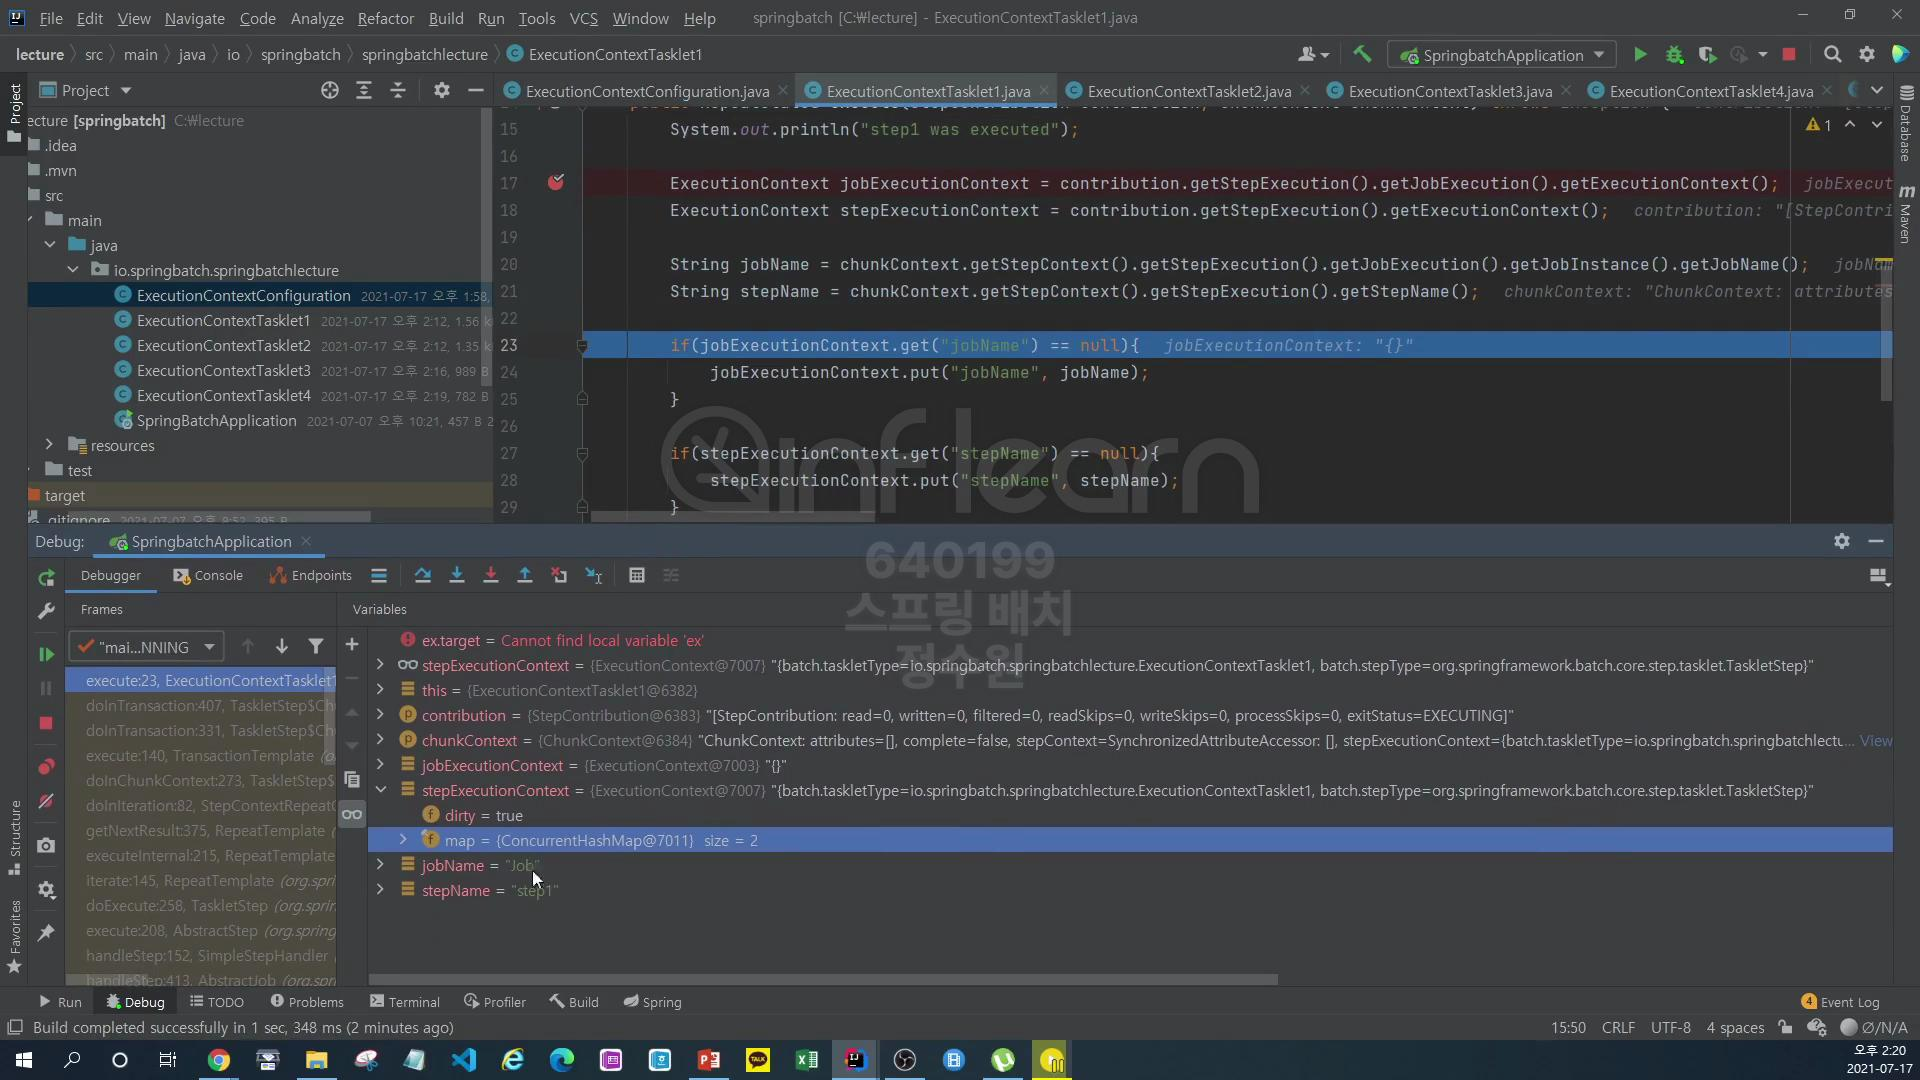 File Edit View Navigate Code Analyze Refactor Build Run Tools VCS Window Help springbatch [C:￦lecture] - ExecutionContextTasklet1.java
lecture src main java io springbatch springbatchlecture ExecutionContextTasklet1 SpringbatchApplication
Project ExecutionContextConfiguration.java ExecutionContextTasklet1.java ExecutionContextTasklet2.java ExecutionContextTasklet3.java ExecutionContextTasklet4.java
Project
Structure
Favorites
Database
Maven
ecture [springbatch] C:￦lecture
.idea
.mvn
src
main
java
io.springbatch.springbatchlecture
ExecutionContextConfiguration 2021-07-17 오후 1:58,
ExecutionContextTasklet1 2021-07-17 오후 2:12, 1.56 k
ExecutionContextTasklet2 2021-07-17 오후 2:12, 1.35 k
ExecutionContextTasklet3 2021-07-17 오후 2:16, 989 B
ExecutionContextTasklet4 2021-07-17 오후 2:19, 782 B
SpringBatchApplication 2021-07-07 오후 10:21, 457 B 2
resources
test
target
.gitignore 2021-07-07 오후 8:52, 395 B
1
15 System.out.println("step1 was executed");
16
17 ExecutionContext jobExecutionContext = contribution.getStepExecution().getJobExecution().getExecutionContext(); jobExecut
18 ExecutionContext stepExecutionContext = contribution.getStepExecution().getExecutionContext(); contribution: "[StepContri
19
20 String jobName = chunkContext.getStepContext().getStepExecution().getJobExecution().getJobInstance().getJobName(); jobNam
21 String stepName = chunkContext.getStepContext().getStepExecution().getStepName(); chunkContext: "ChunkContext: attributes
22
23 if(jobExecutionContext.get("jobName") == null){ jobExecutionContext: "{}"
24 jobExecutionContext.put("jobName", jobName);
25 }
26
27 if(stepExecutionContext.get("stepName") == null){
28 stepExecutionContext.put("stepName", stepName);
29 }
inflearn
640199
스프링 배치
정수원
Debug: SpringbatchApplication
Debugger Console Endpoints
Frames
"mai...NNING
execute:23, ExecutionContextTasklet1
doInTransaction:407, TaskletStep$Chu
doInTransaction:331, TaskletStep$Chu
execute:140, TransactionTemplate (o
doInChunkContext:273, TaskletStep$
doInIteration:82, StepContextRepeatC
getNextResult:375, RepeatTemplate
executeInternal:215, RepeatTemplate
iterate:145, RepeatTemplate (org.spri
doExecute:258, TaskletStep (org.sprin
execute:208, AbstractStep (org.spring
handleStep:152, SimpleStepHandler
handleStep:413, AbstractJob (org.spri
Variables
ex.target = Cannot find local variable 'ex'
stepExecutionContext = {ExecutionContext@7007} "{batch.taskletType=io.springbatch.springbatchlecture.ExecutionContextTasklet1, batch.stepType=org.springframework.batch.core.step.tasklet.TaskletStep}"
this = {ExecutionContextTasklet1@6382}
contribution = {StepContribution@6383} "[StepContribution: read=0, written=0, filtered=0, readSkips=0, writeSkips=0, processSkips=0, exitStatus=EXECUTING]"
chunkContext = {ChunkContext@6384} "ChunkContext: attributes=[], complete=false, stepContext=SynchronizedAttributeAccessor: [], stepExecutionContext={batch.taskletType=io.springbatch.springbatchlectu... View
jobExecutionContext = {ExecutionContext@7003} "{}"
stepExecutionContext = {ExecutionContext@7007} "{batch.taskletType=io.springbatch.springbatchlecture.ExecutionContextTasklet1, batch.stepType=org.springframework.batch.core.step.tasklet.TaskletStep}"
dirty = true
map = {ConcurrentHashMap@7011} size = 2
jobName = "Job"
stepName = "step1"
Run Debug TODO Problems Terminal Profiler Build Spring 4 Event Log
Build completed successfully in 1 sec, 348 ms (2 minutes ago) 15:50 CRLF UTF-8 4 spaces Ø/N/A
오후 2:20
2021-07-17